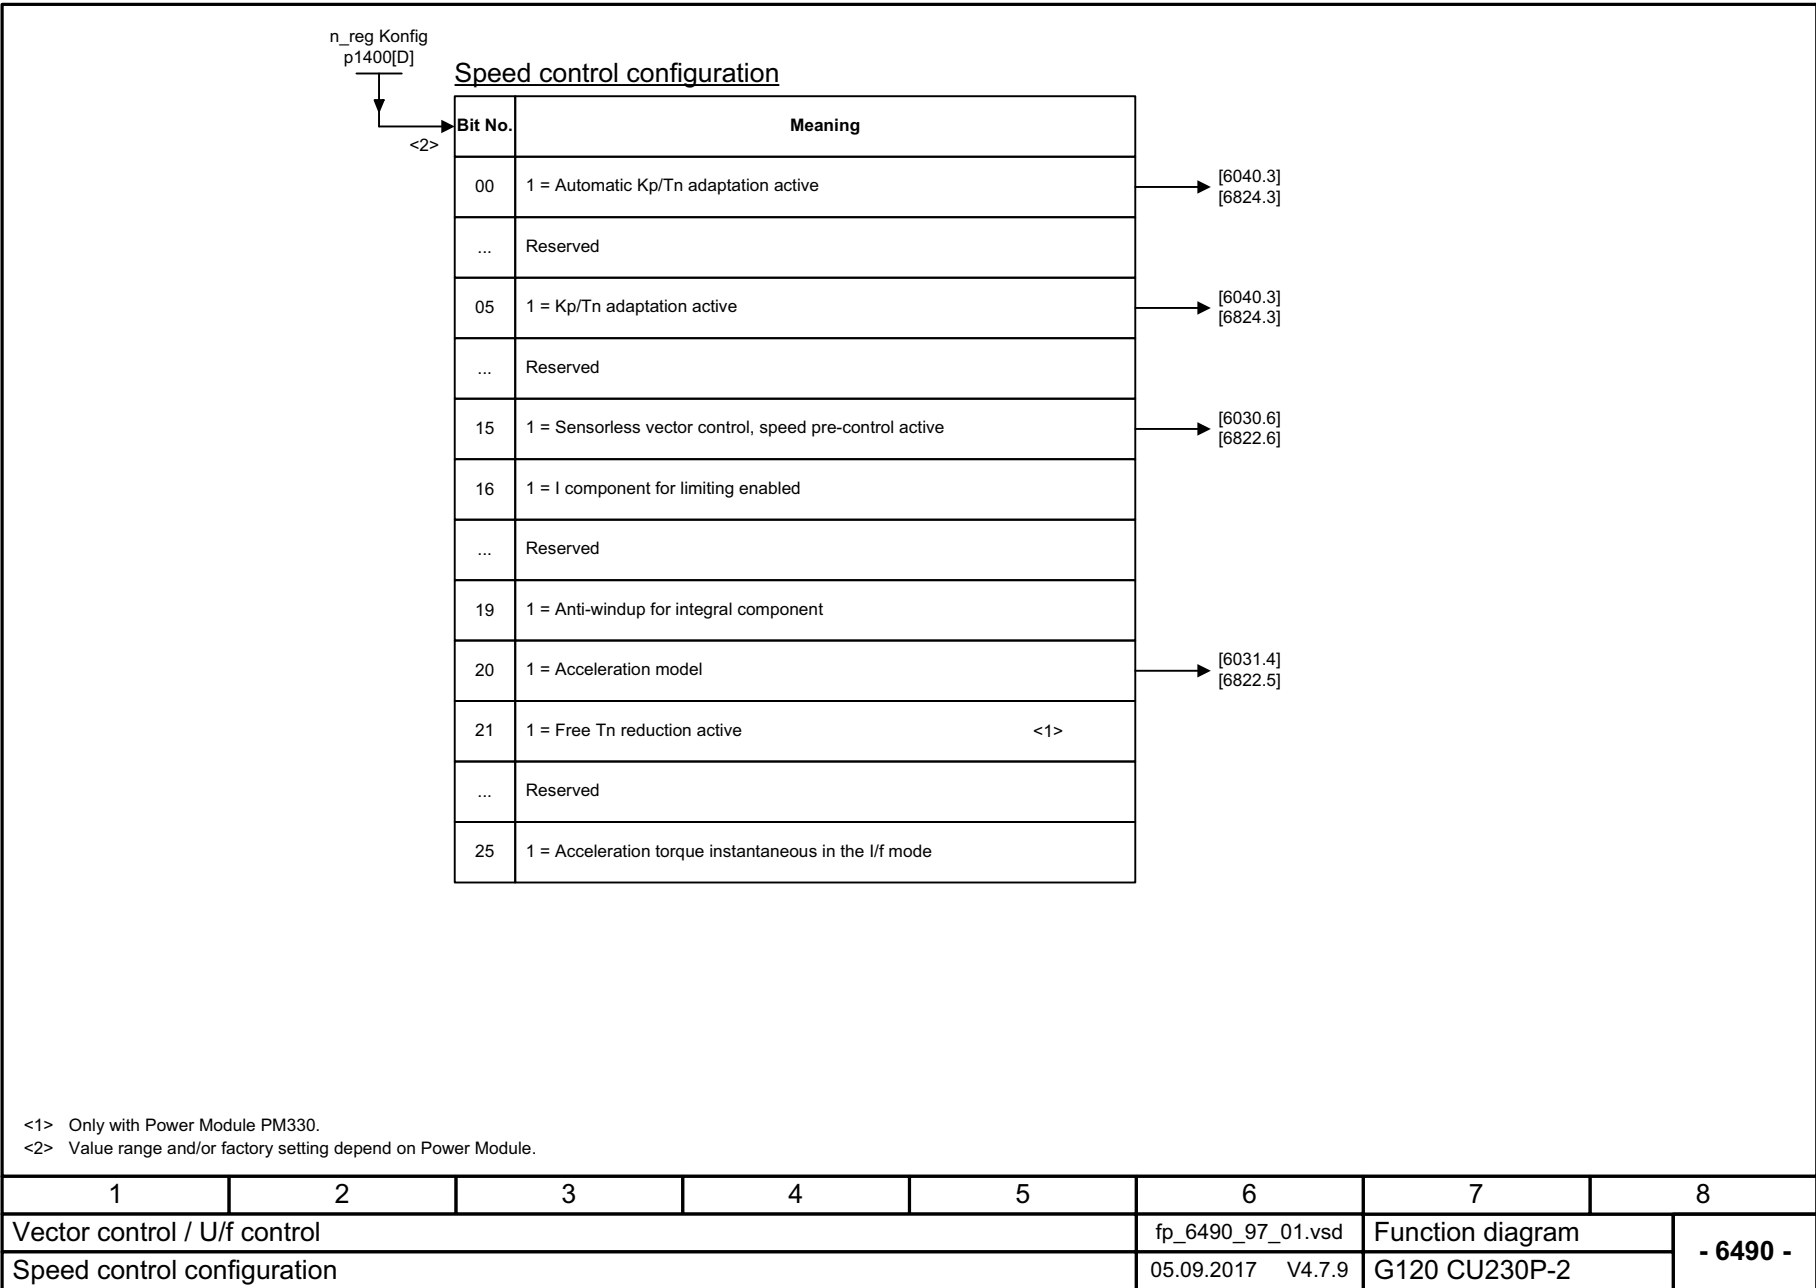 n_reg Konfig
p1400[D]
Speed control configuration
<2>
Bit No. Meaning
00 1 = Automatic Kp/Tn adaptation active [6040.3]
[6824.3]
... Reserved
05 1 = Kp/Tn adaptation active [6040.3]
[6824.3]
... Reserved
15 1 = Sensorless vector control, speed pre-control active [6030.6]
[6822.6]
16 1 = I component for limiting enabled
... Reserved
19 1 = Anti-windup for integral component
20 1 = Acceleration model [6031.4]
[6822.5]
21 1 = Free Tn reduction active <1>
... Reserved
25 1 = Acceleration torque instantaneous in the I/f mode
<1> Only with Power Module PM330.
<2> Value range and/or factory setting depend on Power Module.
1 2 3 4 5 6 7 8
Vector control / U/f control fp_6490_97_01.vsd Function diagram
- 6490 -
Speed control configuration 05.09.2017 V4.7.9 G120 CU230P-2